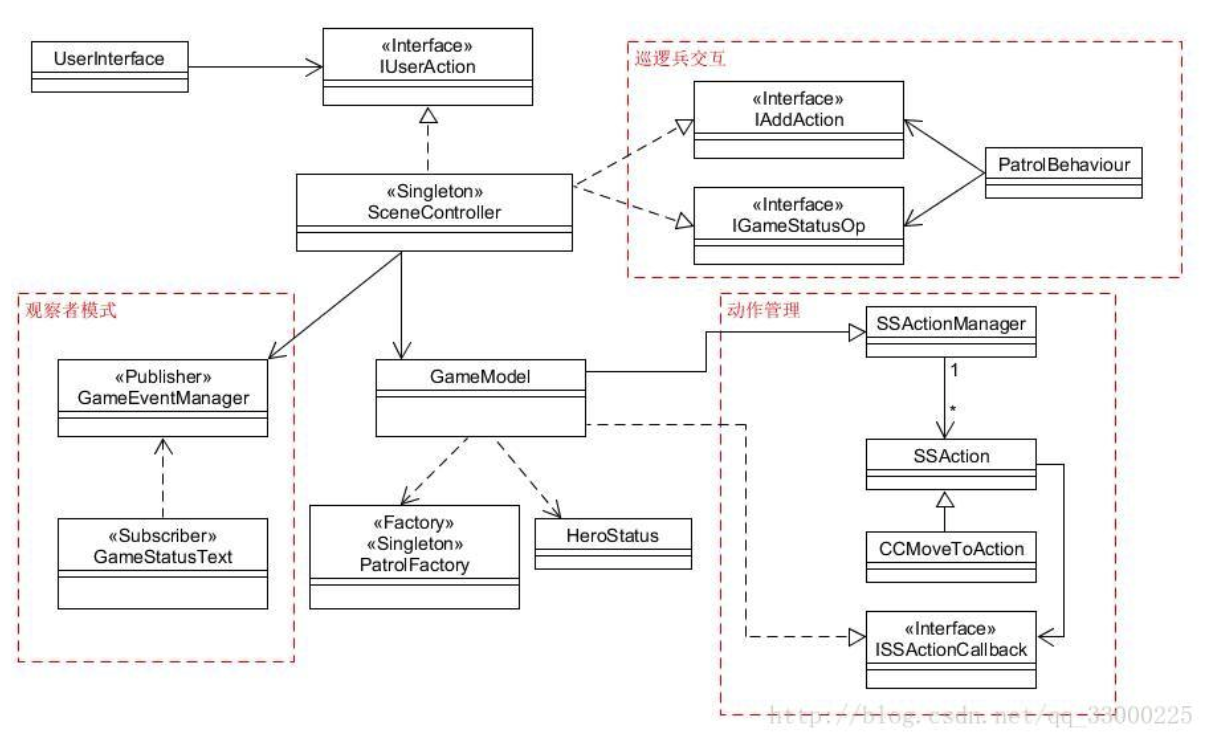 UserInterface
«Interface»
IUserAction
巡逻兵交互
«Interface»
IAddAction
PatrolBehaviour
«Interface»
IGameStatusOp
«Singleton»
SceneController
观察者模式
«Publisher»
GameEventManager
«Subscriber»
GameStatusText
GameModel
«Factory»
«Singleton»
PatrolFactory
HeroStatus
动作管理
SSActionManager
1
*
SSAction
CCMoveToAction
«Interface»
ISSActionCallback
http://blog.csdn.net/qq_33000225